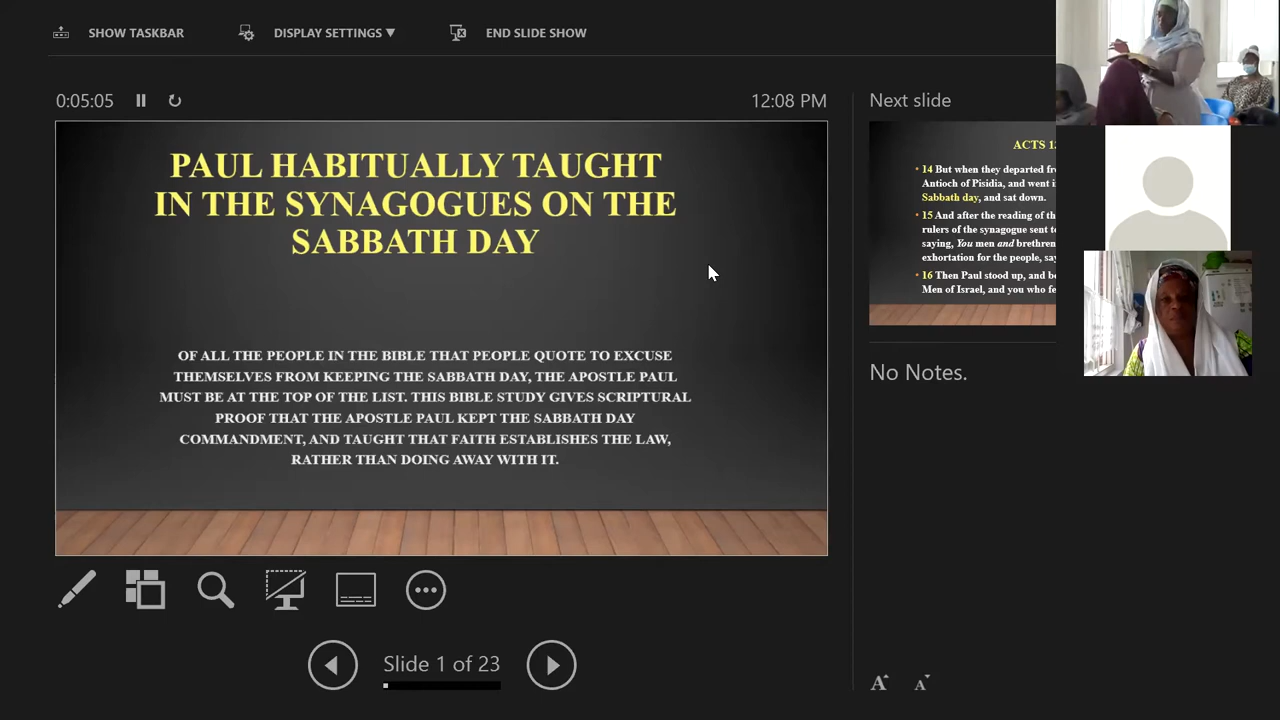 SHOW TASKBAR
DISPLAY SETTINGS ▼
END SLIDE SHOW
0:05:05
12:08 PM
PAUL HABITUALLY TAUGHT
IN THE SYNAGOGUES ON THE
SABBATH DAY
OF ALL THE PEOPLE IN THE BIBLE THAT PEOPLE QUOTE TO EXCUSE
THEMSELVES FROM KEEPING THE SABBATH DAY, THE APOSTLE PAUL
MUST BE AT THE TOP OF THE LIST. THIS BIBLE STUDY GIVES SCRIPTURAL
PROOF THAT THE APOSTLE PAUL KEPT THE SABBATH DAY
COMMANDMENT, AND TAUGHT THAT FAITH ESTABLISHES THE LAW,
RATHER THAN DOING AWAY WITH IT.
Slide 1 of 23
Next slide
ACTS
• 14 But when they departed
Antioch of Pisidia, and went
Sabbath day, and sat down.
• 15 And after the reading of
rulers of the synagogue sent
saying, You men and brethren
exhortation for the people,
• 16 Then Paul stood up, and
Men of Israel, and you who
No Notes.
A A